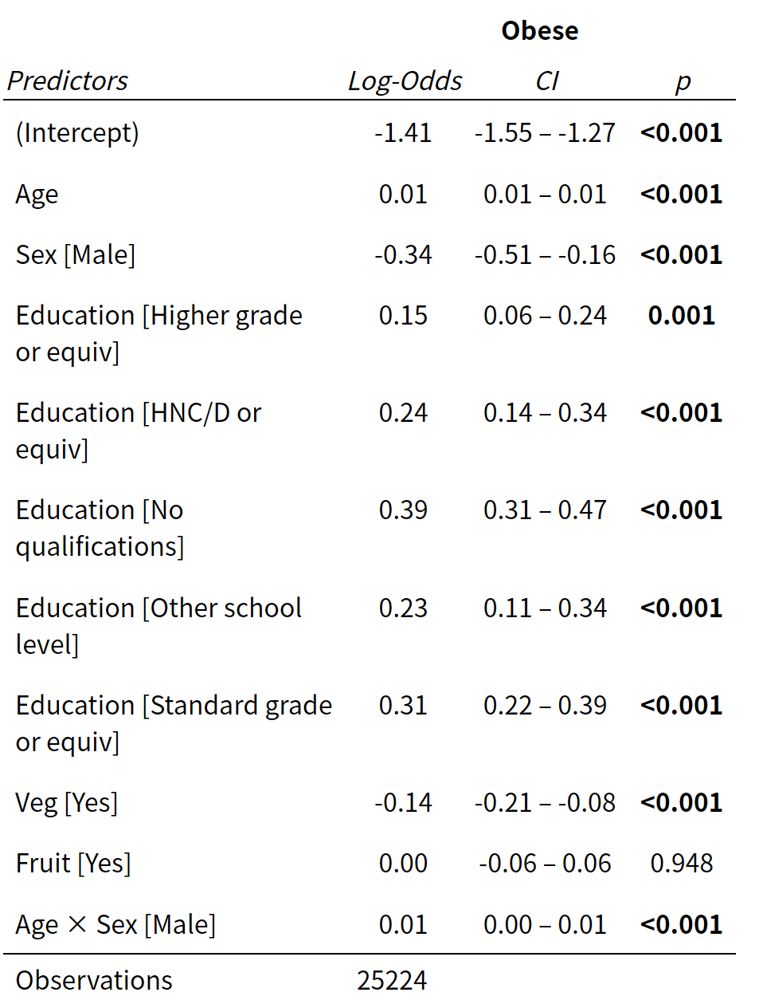 Obese
Predictors Log-Odds CI p
(Intercept) -1.41 -1.55 – -1.27 <0.001
Age 0.01 0.01 – 0.01 <0.001
Sex [Male] -0.34 -0.51 – -0.16 <0.001
Education [Higher grade 0.15 0.06 – 0.24 0.001
or equiv]
Education [HNC/D or 0.24 0.14 – 0.34 <0.001
equiv]
Education [No 0.39 0.31 – 0.47 <0.001
qualifications]
Education [Other school 0.23 0.11 – 0.34 <0.001
level]
Education [Standard grade 0.31 0.22 – 0.39 <0.001
or equiv]
Veg [Yes] -0.14 -0.21 – -0.08 <0.001
Fruit [Yes] 0.00 -0.06 – 0.06 0.948
Age × Sex [Male] 0.01 0.00 – 0.01 <0.001
Observations 25224